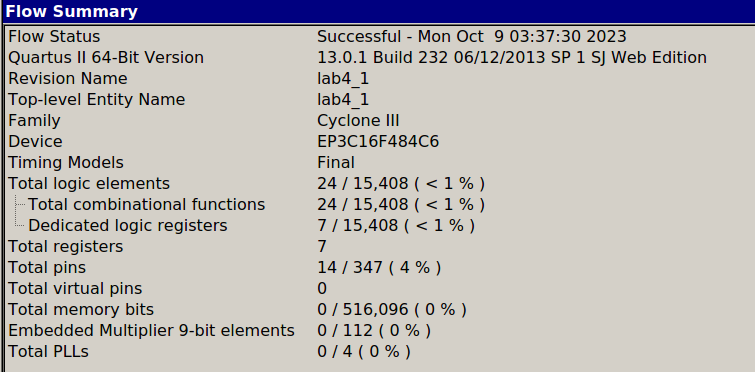 Flow Summary
Flow Status Successful - Mon Oct 9 03:37:30 2023
Quartus II 64-Bit Version 13.0.1 Build 232 06/12/2013 SP 1 SJ Web Edition
Revision Name lab4_1
Top-level Entity Name lab4_1
Family Cyclone III
Device EP3C16F484C6
Timing Models Final
Total logic elements 24 / 15,408 ( < 1 % )
Total combinational functions 24 / 15,408 ( < 1 % )
Dedicated logic registers 7 / 15,408 ( < 1 % )
Total registers 7
Total pins 14 / 347 ( 4 % )
Total virtual pins 0
Total memory bits 0 / 516,096 ( 0 % )
Embedded Multiplier 9-bit elements 0 / 112 ( 0 % )
Total PLLs 0 / 4 ( 0 % )